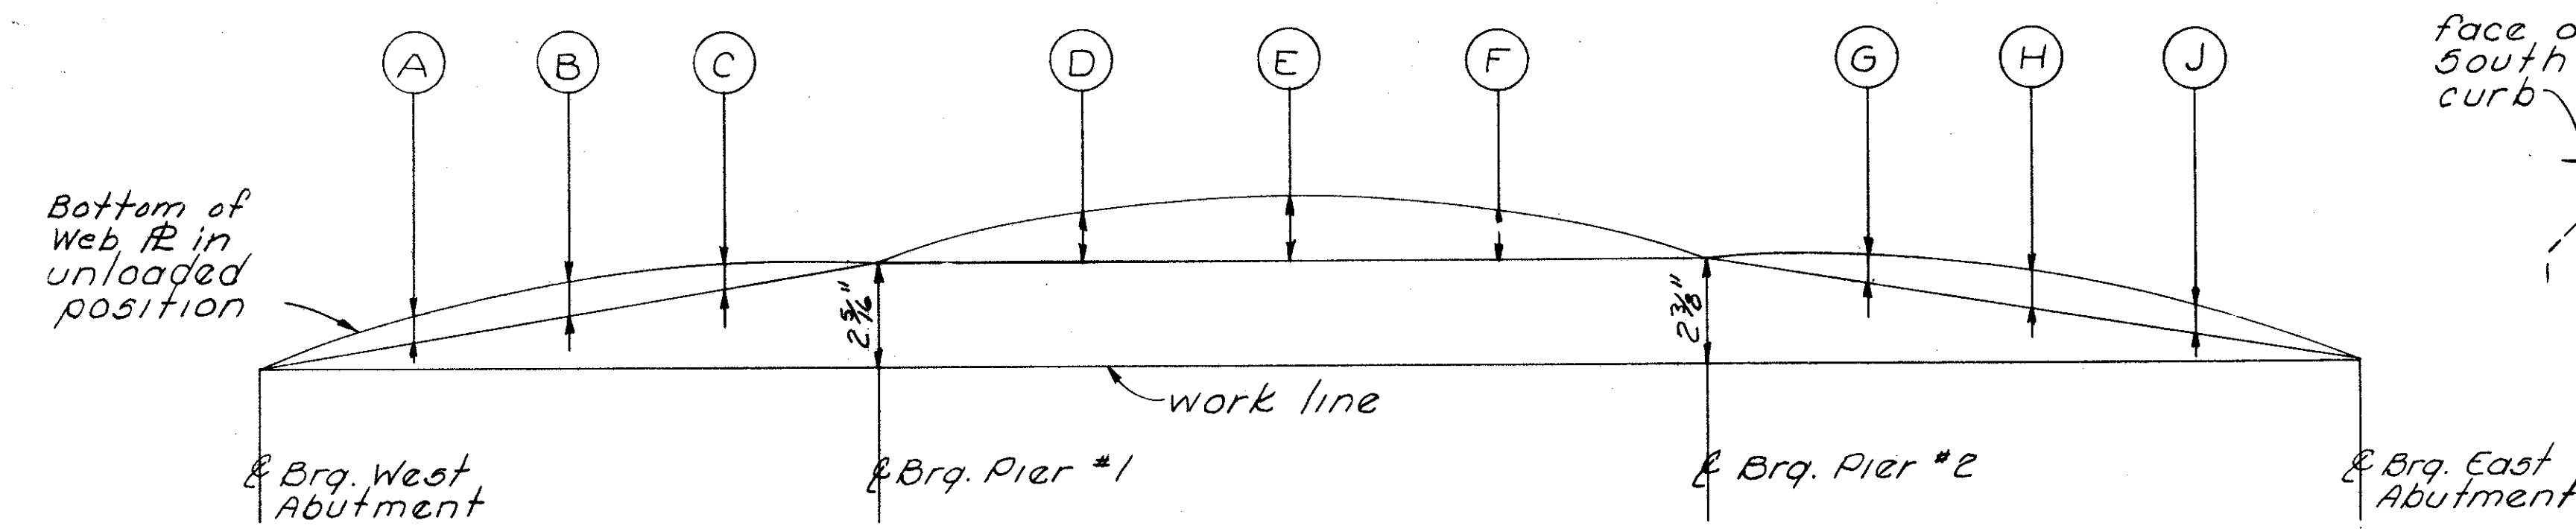 A B C D E F G H J
face o
South
curb
Bottom of
Web ⅊ in
unloaded
position
2 5/16"
2 3/8"
work line
℄ Brg. West
Abutment
℄ Brg. Pier #1
℄ Brg. Pier #2
℄ Brg. East
Abutment